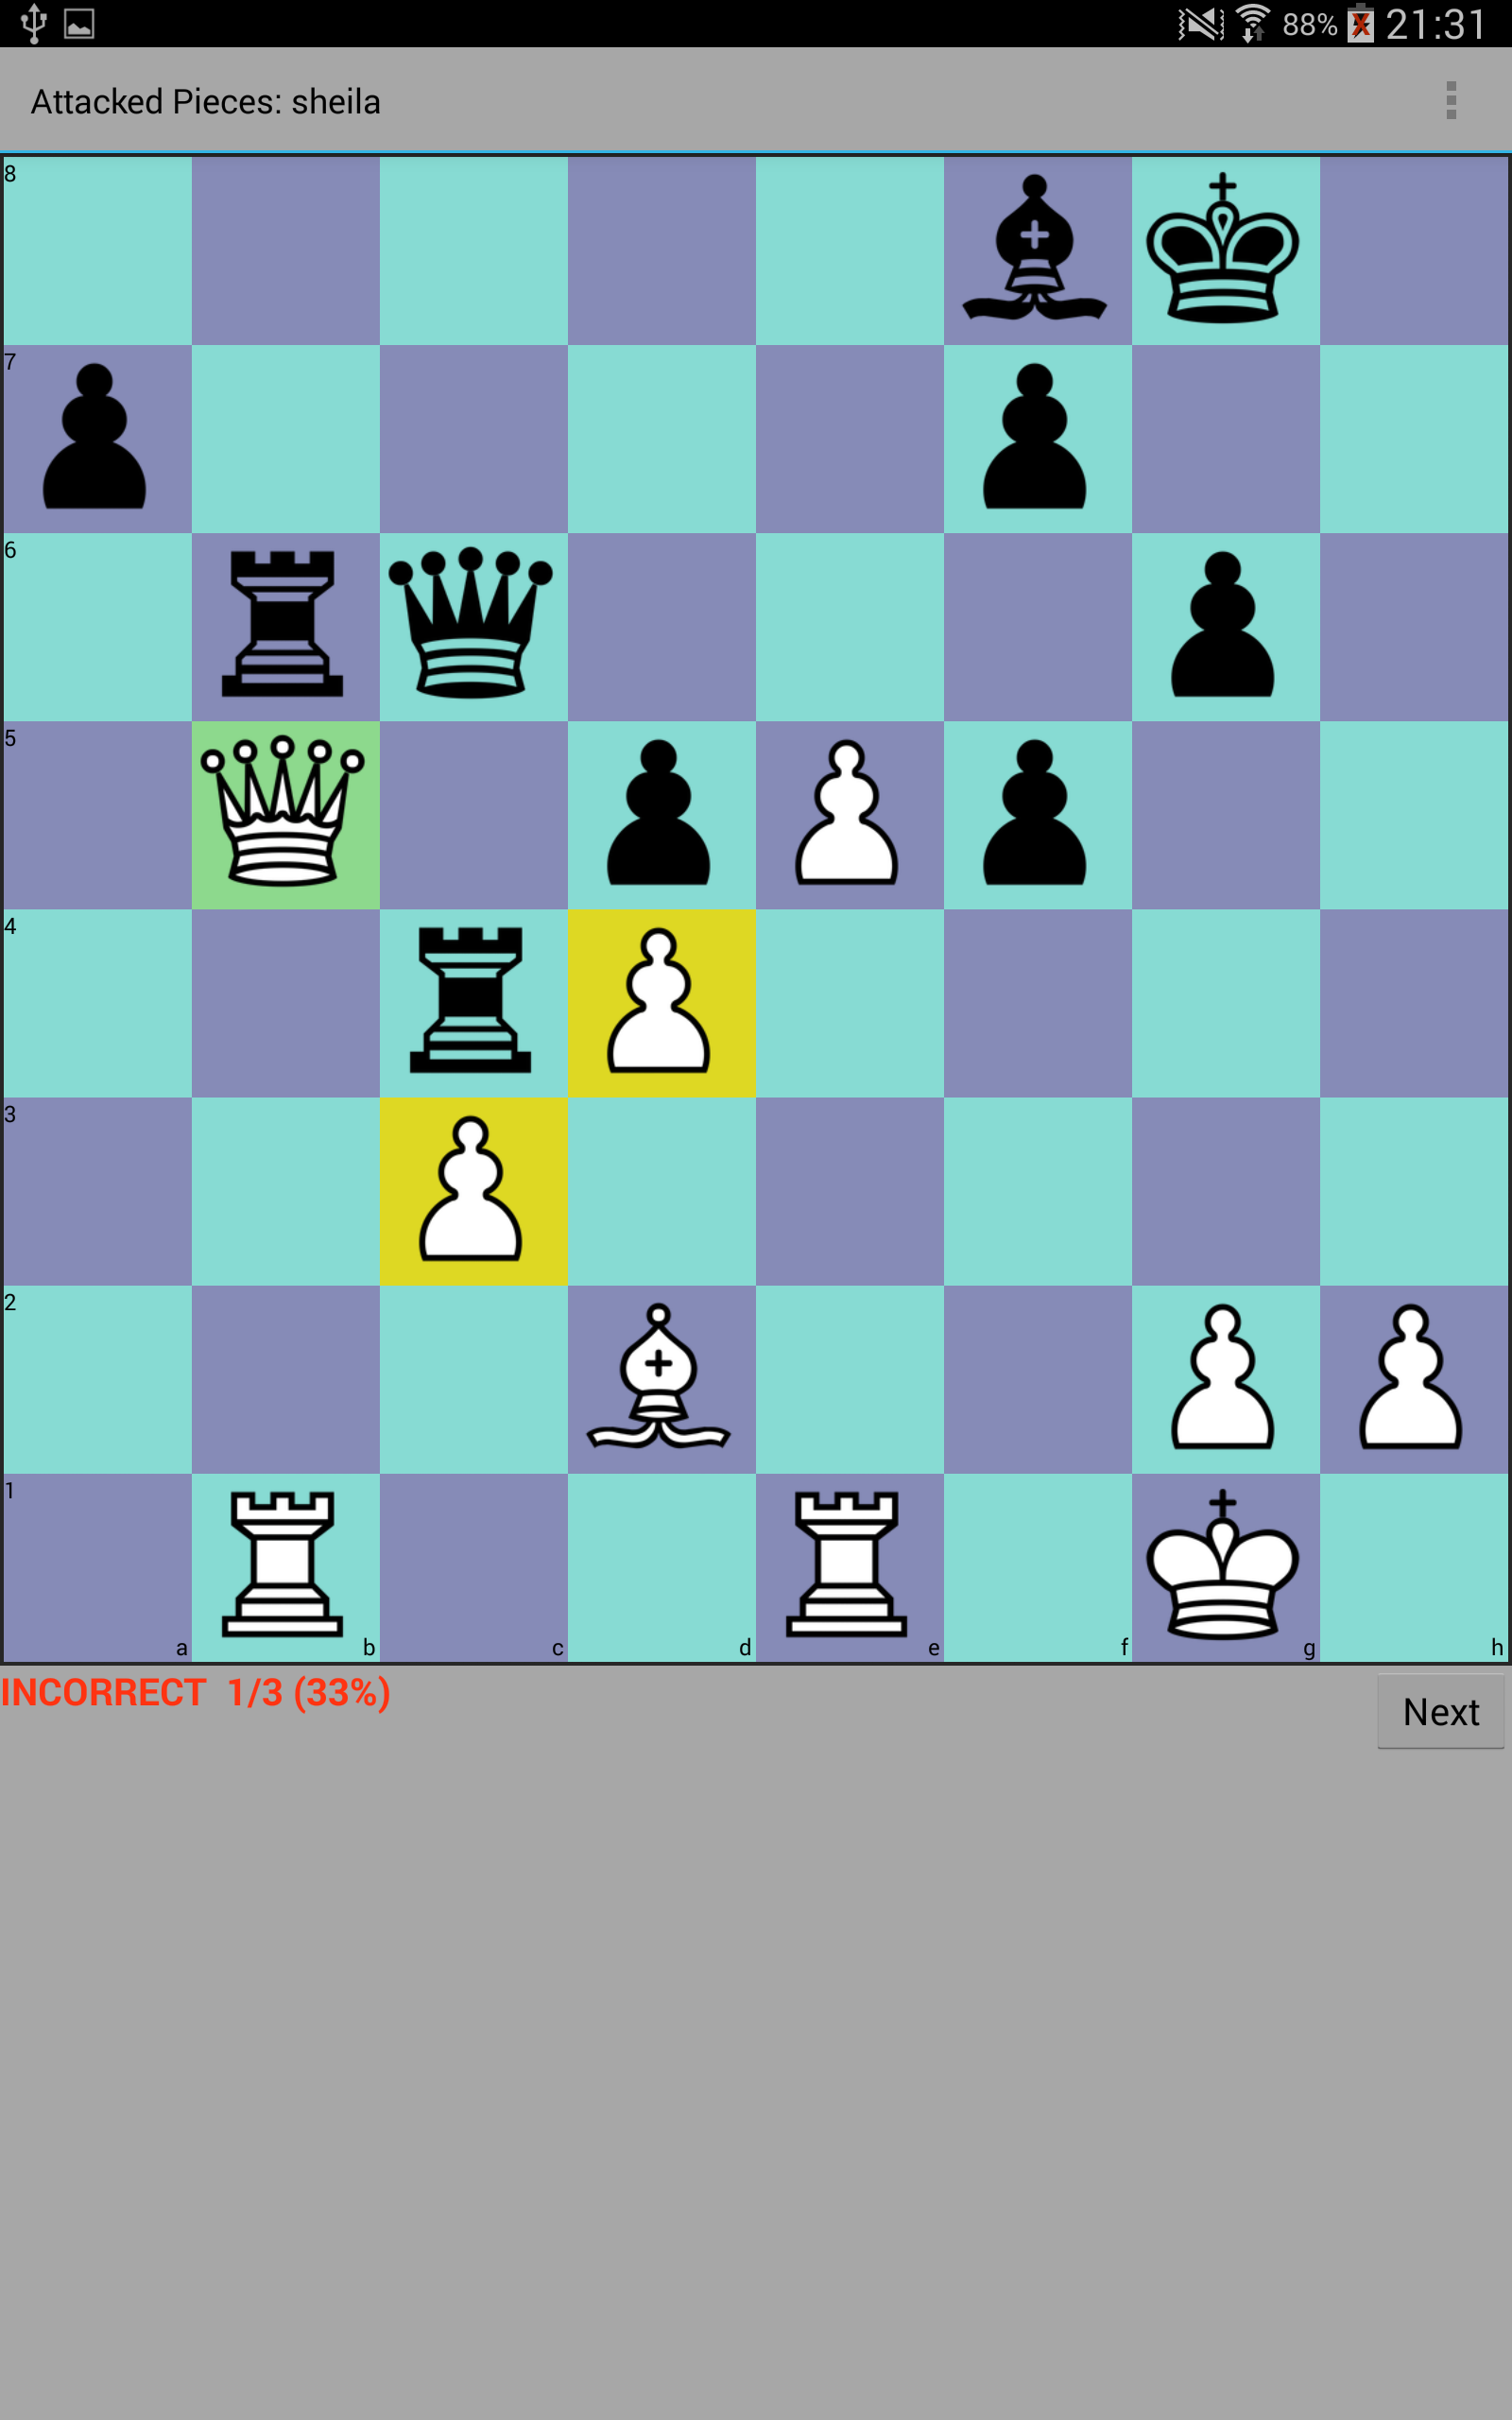 88% 21:31
Attacked Pieces: sheila
8
7
6
5
4
3
2
1
a b c d e f g h
INCORRECT 1/3 (33%)
Next